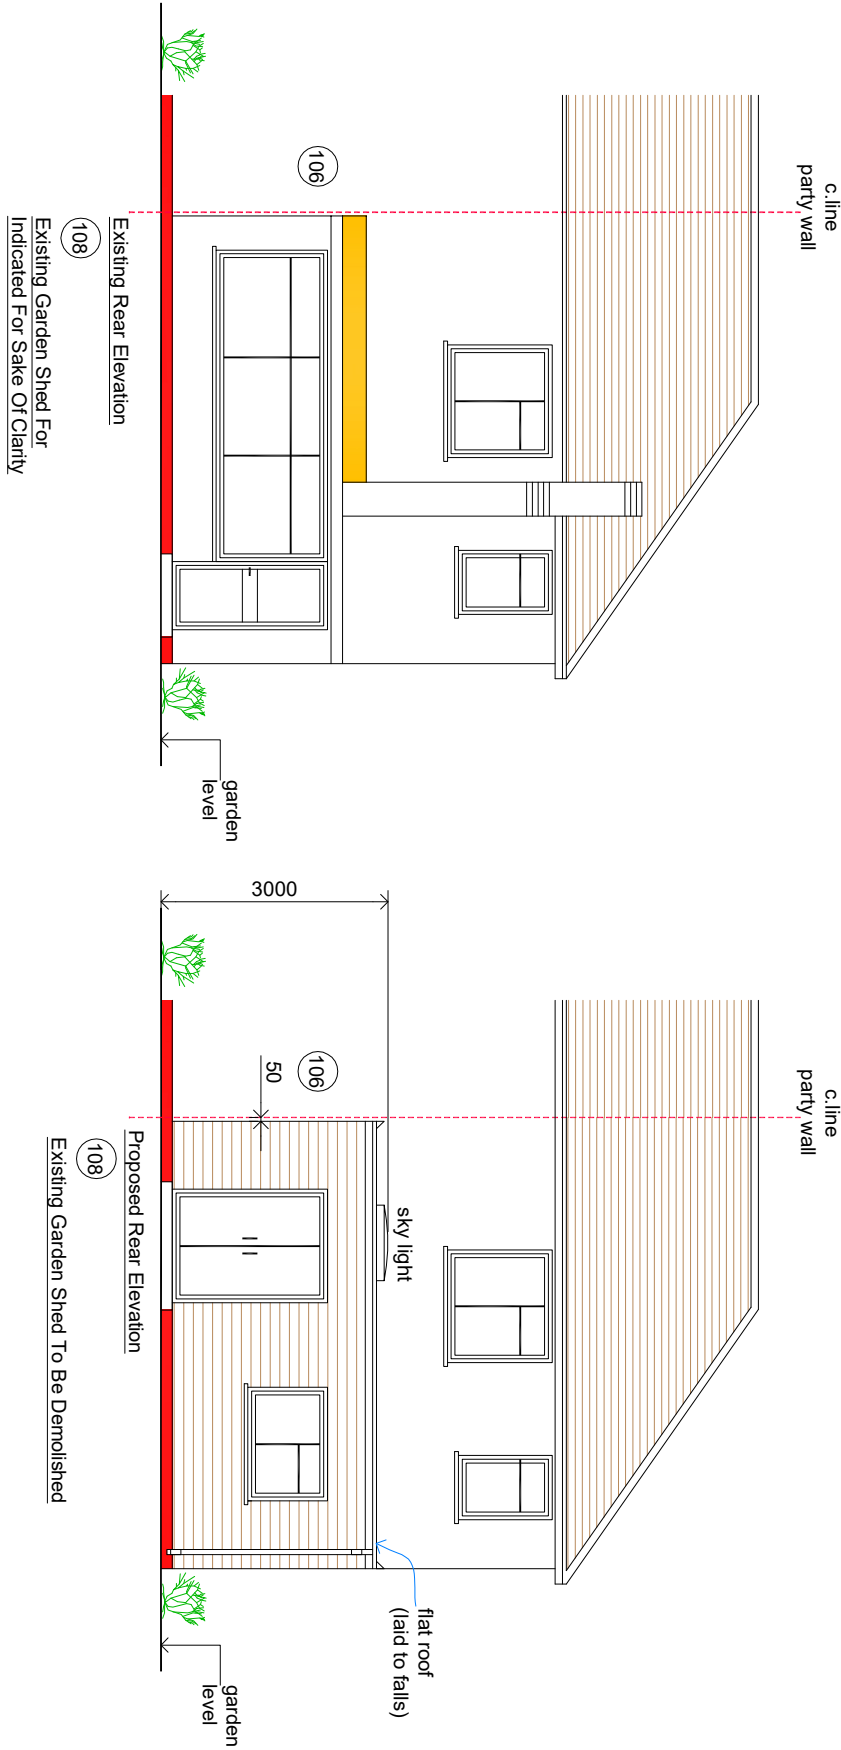 c.line
party wall
106
Existing Rear Elevation
108
Existing Garden Shed For
Indicated For Sake Of Clarity
garden
level
3000
c.line
party wall
106
50
sky light
flat roof
(laid to falls)
Proposed Rear Elevation
108
Existing Garden Shed To Be Demolished
garden
level